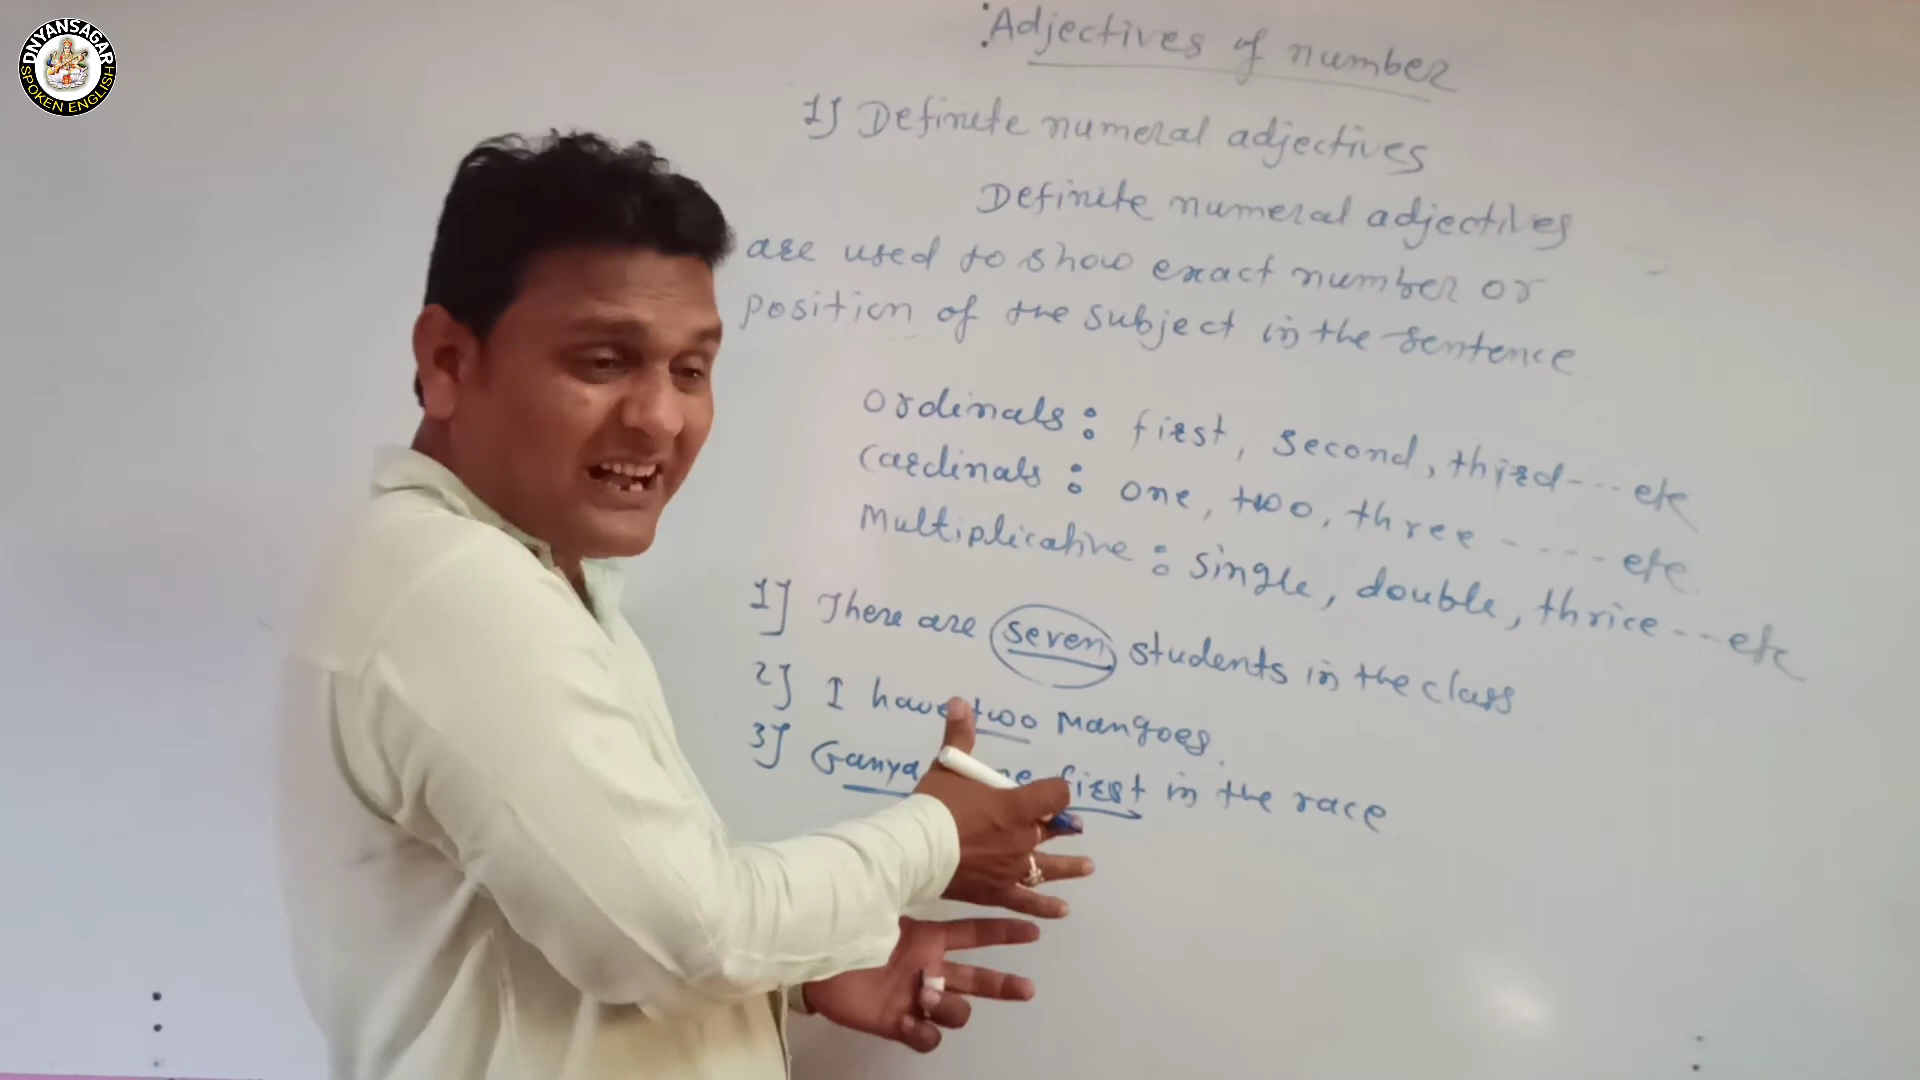 DNYANSAGAR
SPOKEN ENGLISH
Adjectives of number
1] Definite numeral adjectives
Definite numeral adjectives
are used to show exact number or
position of the subject in the sentence
Ordinals : first, second, third --- etc
Cardinals : one, two, three ---- etc.
Multiplicative : single, double, thrice --- etc
1] There are seven students in the class
2] I have two Mangoes.
3] Ganya first in the race